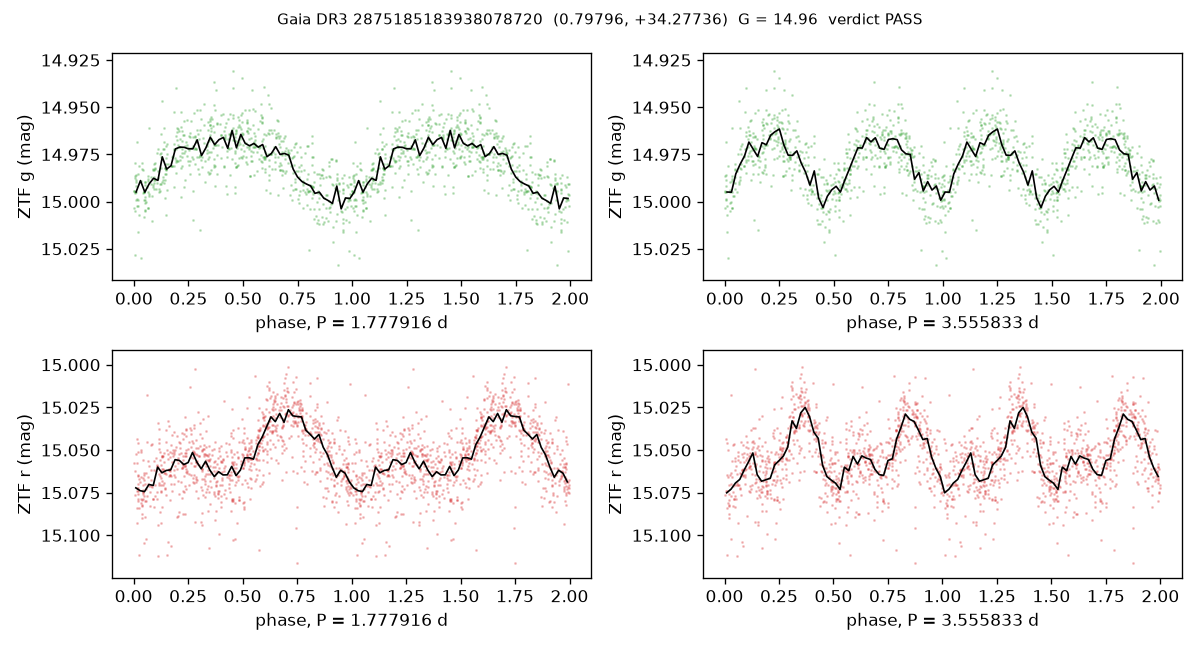 Gaia DR3 2875185183938078720  (0.79796, +34.27736)  G = 14.96  verdict PASS
14.925
14.950
14.975
15.000
15.025
ZTF g (mag)
0.00 0.25 0.50 0.75 1.00 1.25 1.50 1.75 2.00
phase, P = 1.777916 d
14.925
14.950
14.975
15.000
15.025
ZTF g (mag)
0.00 0.25 0.50 0.75 1.00 1.25 1.50 1.75 2.00
phase, P = 3.555833 d
15.000
15.025
15.050
15.075
15.100
ZTF r (mag)
0.00 0.25 0.50 0.75 1.00 1.25 1.50 1.75 2.00
phase, P = 1.777916 d
15.000
15.025
15.050
15.075
15.100
ZTF r (mag)
0.00 0.25 0.50 0.75 1.00 1.25 1.50 1.75 2.00
phase, P = 3.555833 d